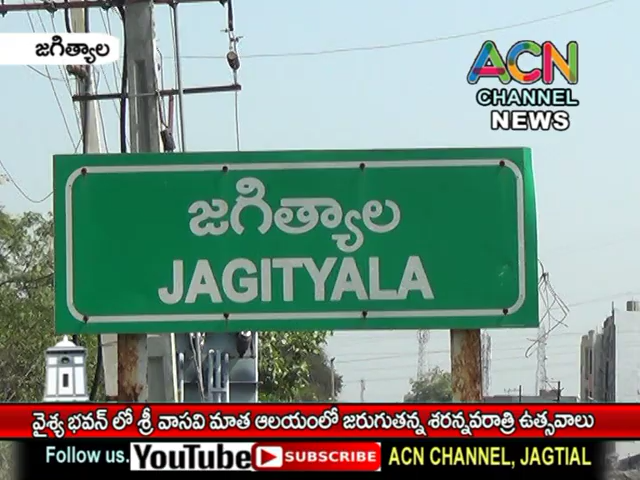 జగిత్యాల
ACN
CHANNEL
NEWS
జగిత్యాల
JAGITYALA
వైశ్య భవన్ లో శ్రీ వాసవి మాత ఆలయంలో జరుగుతన్న శరన్నవరాత్రి ఉత్సవాలు
Follow us. YouTube SUBSCRIBE ACN CHANNEL, JAGTIAL